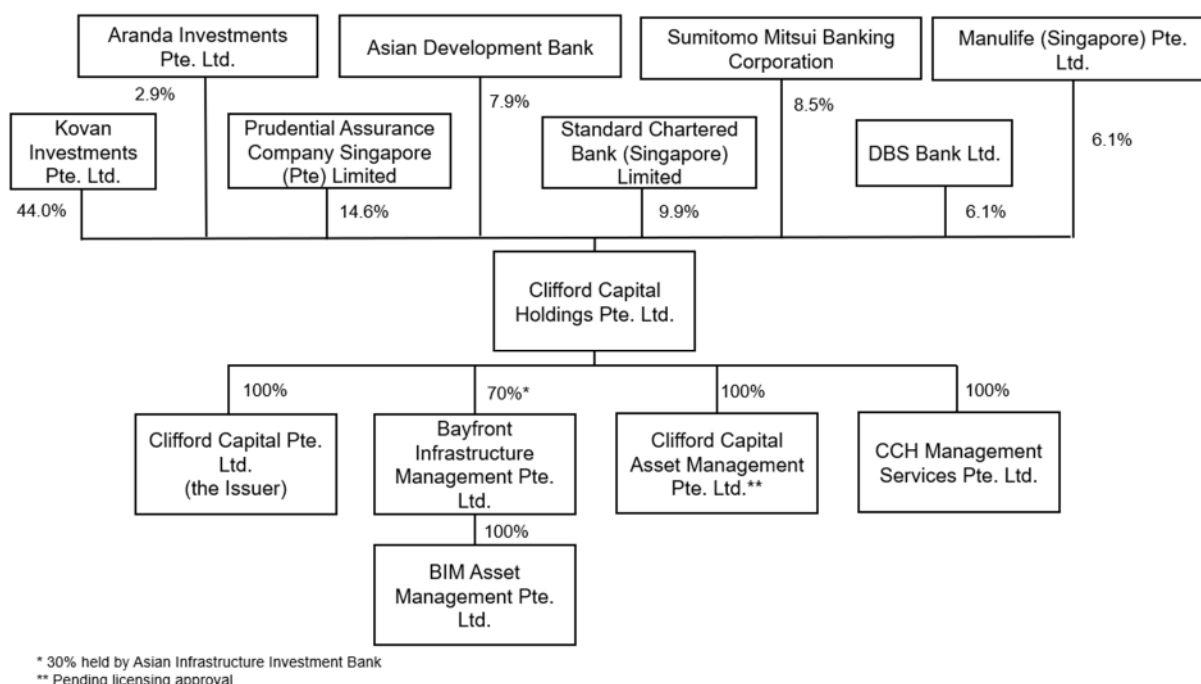 Aranda Investments
Pte. Ltd.
Asian Development Bank
Sumitomo Mitsui Banking
Corporation
Manulife (Singapore) Pte.
Ltd.
2.9%
7.9%
8.5%
6.1%
Kovan
Investments
Pte. Ltd.
Prudential Assurance
Company Singapore
(Pte) Limited
Standard Chartered
Bank (Singapore)
Limited
DBS Bank Ltd.
44.0%
14.6%
9.9%
6.1%
Clifford Capital
Holdings Pte. Ltd.
100%
70%*
100%
100%
Clifford Capital Pte.
Ltd.
(the Issuer)
Bayfront
Infrastructure
Management Pte.
Ltd.
Clifford Capital
Asset Management
Pte. Ltd.**
CCH Management
Services Pte. Ltd.
100%
BIM Asset
Management Pte.
Ltd.
* 30% held by Asian Infrastructure Investment Bank
** Pending licensing approval